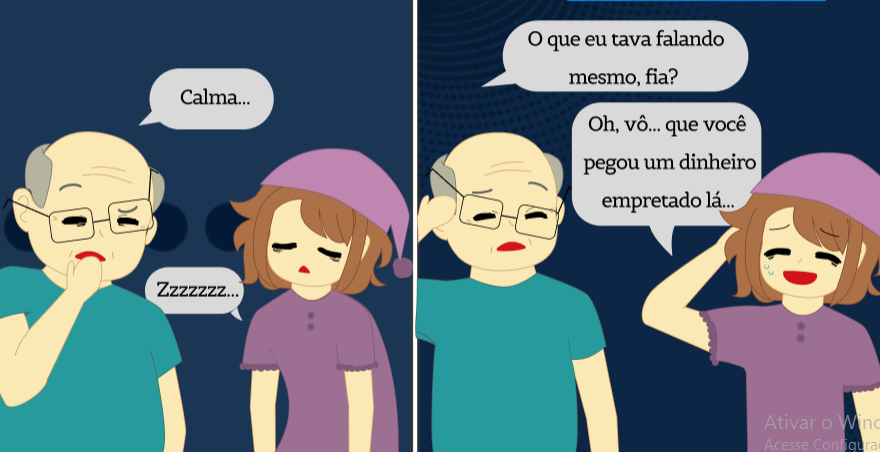 Calma...
Zzzzzzz...
O que eu tava falando
mesmo, fia?
Oh, vô... que você
pegou um dinheiro
empretado lá...
Ativar o Wind
Acesse Configura